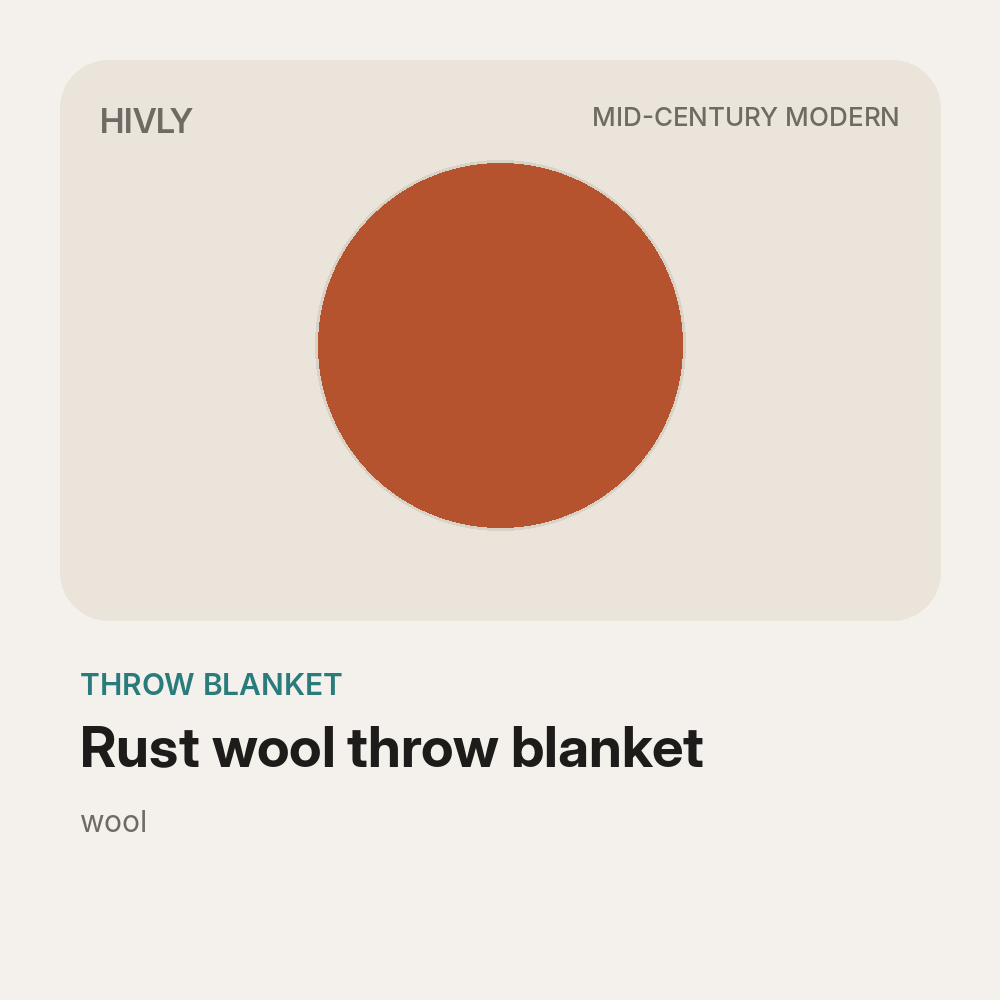 HIVLY
MID-CENTURY MODERN
THROW BLANKET
Rust wool throw blanket
wool